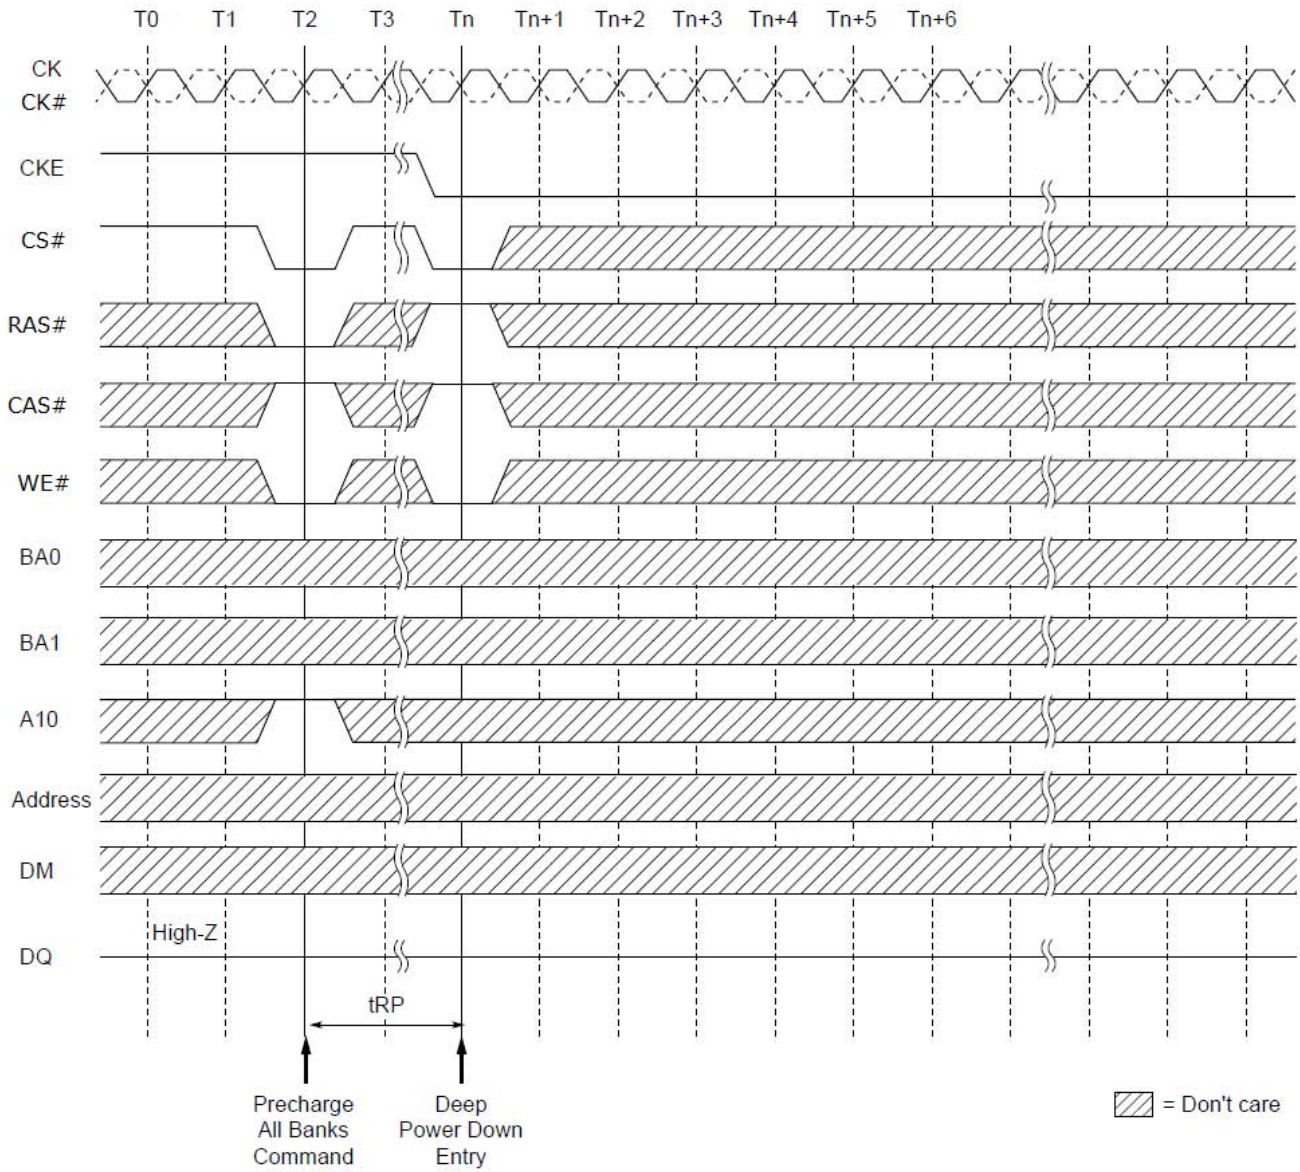 T0 T1 T2 T3 Tn Tn+1 Tn+2 Tn+3 Tn+4 Tn+5 Tn+6
CK
CK#
CKE
CS#
RAS#
CAS#
WE#
BA0
BA1
A10
Address
DM
High-Z
DQ
tRP
Precharge
All Banks
Command
Deep
Power Down
Entry
= Don't care